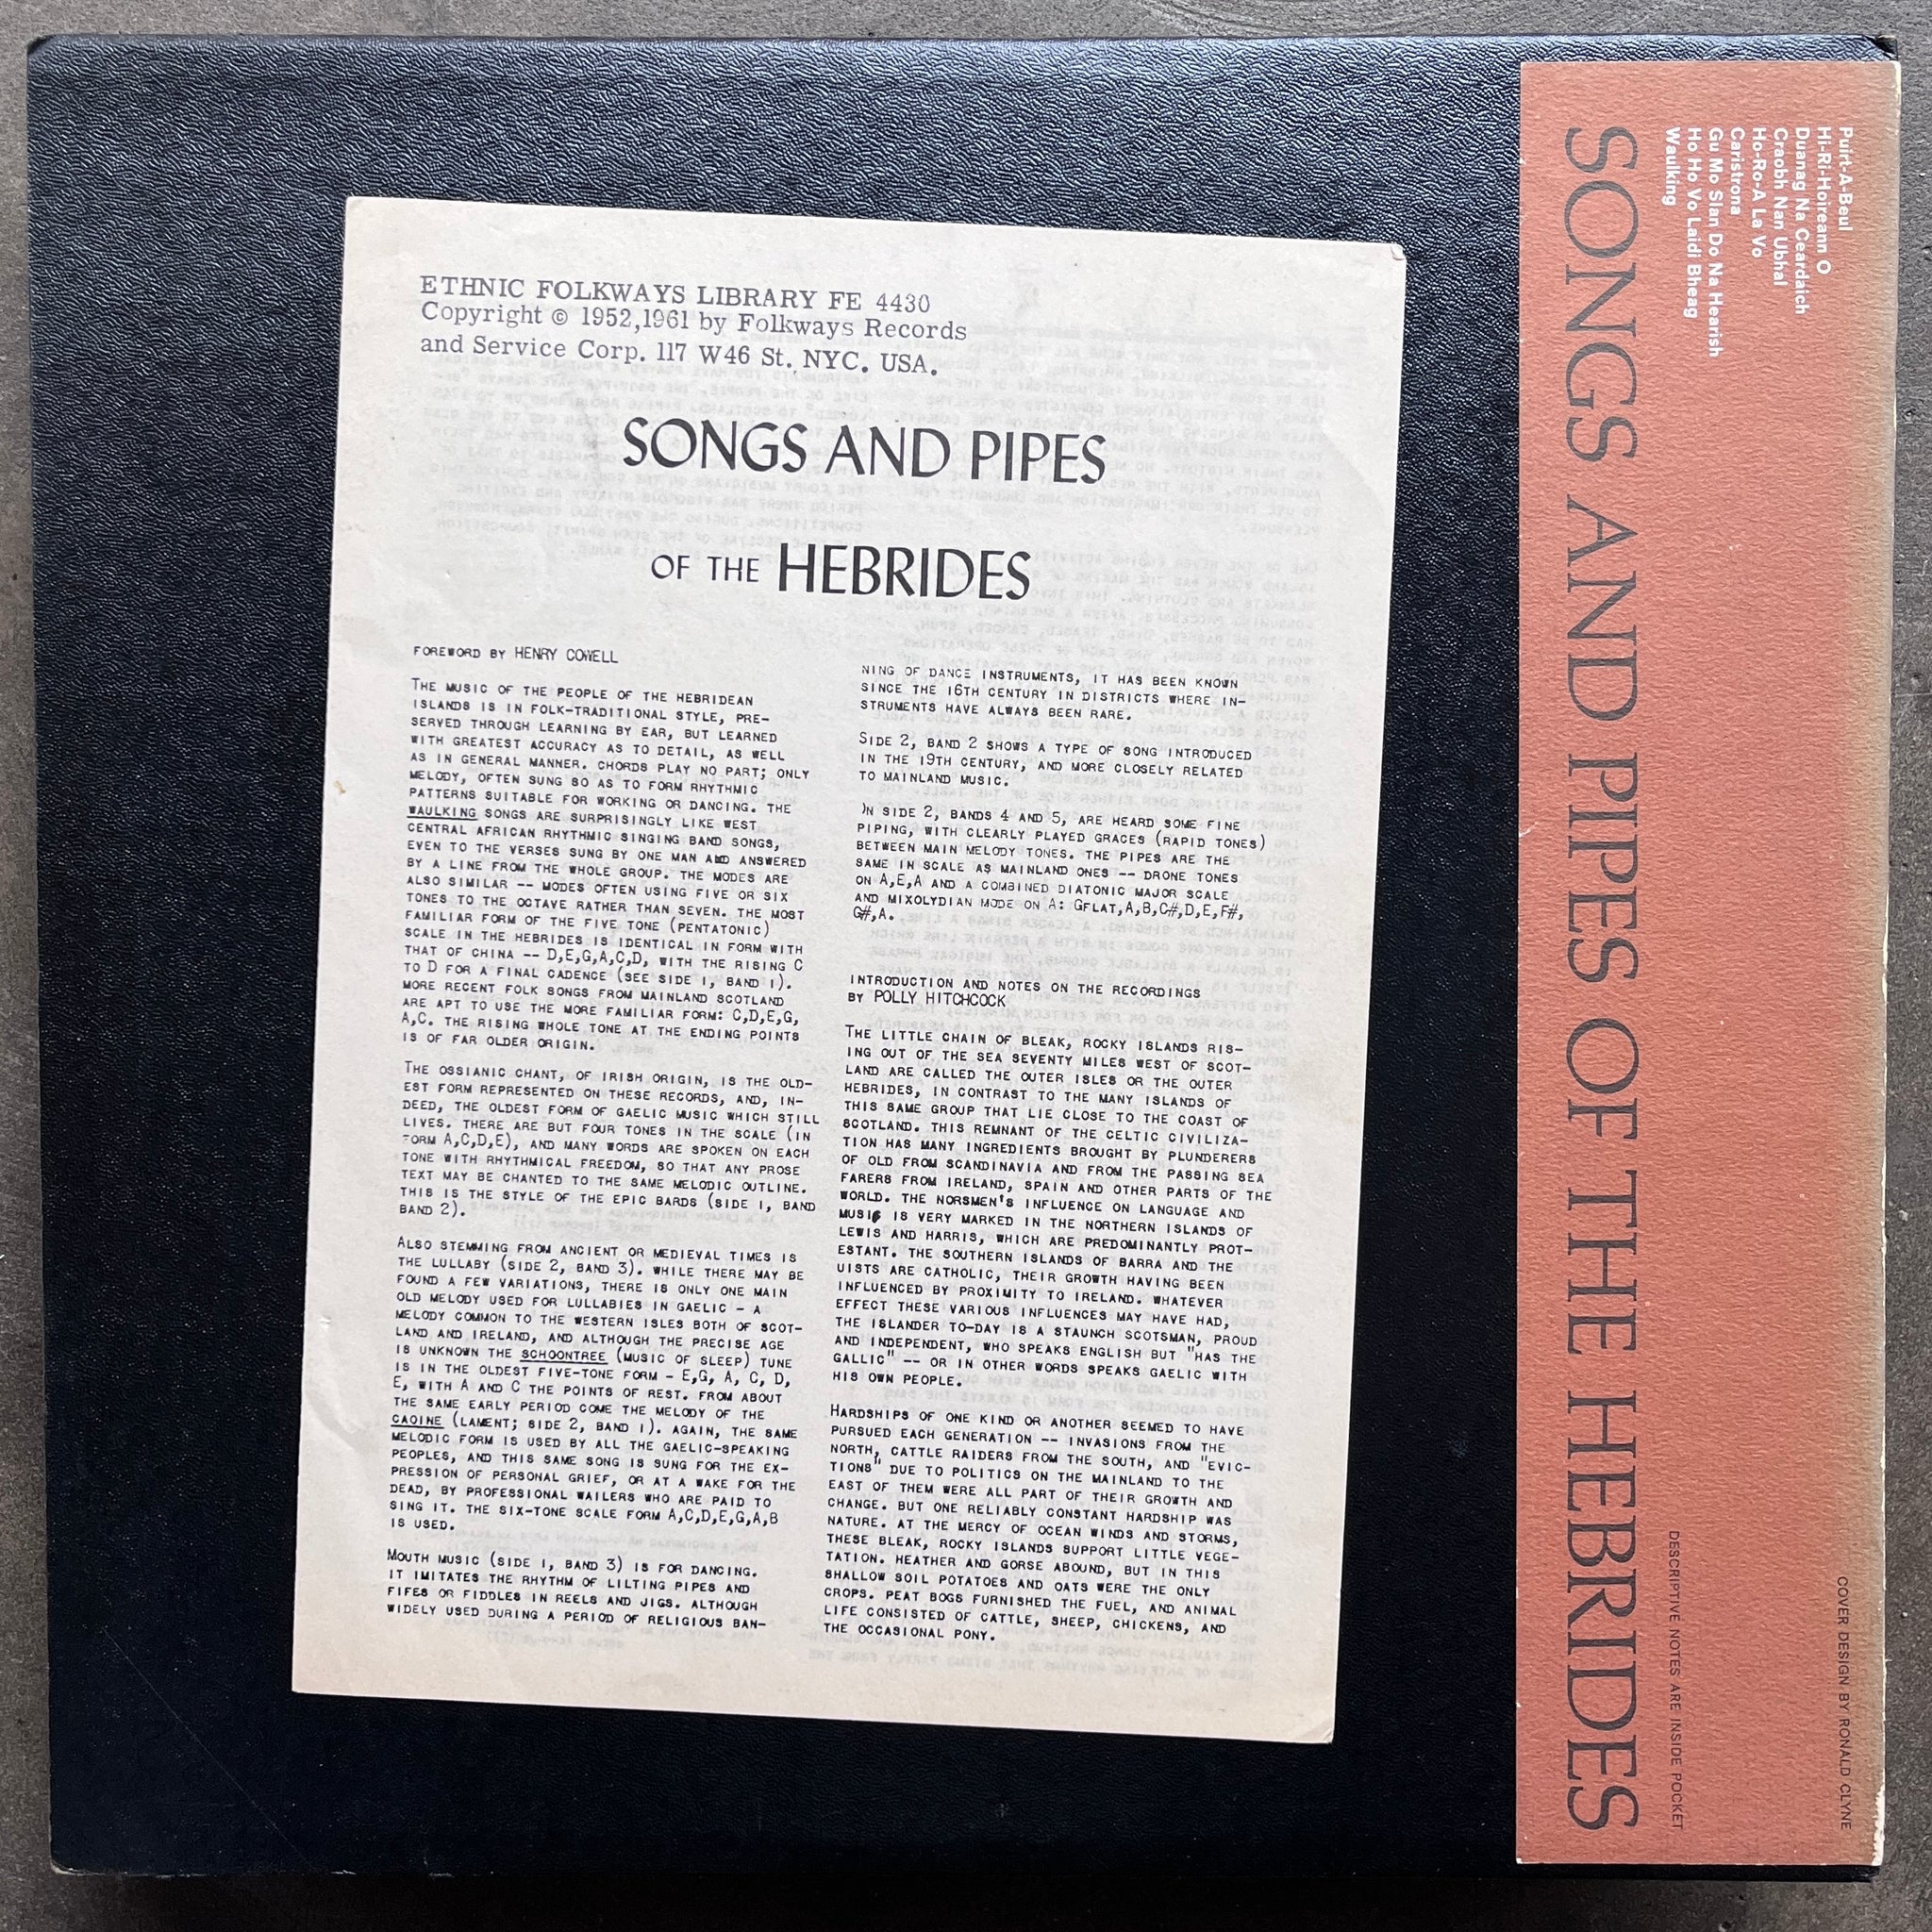 ETHNIC FOLKWAYS LIBRARY FE 4430
Copyright © 1952,1961 by Folkways Records
and Service Corp. 117 W46 St. NYC. USA.
SONGS AND PIPES
OF THE HEBRIDES
FOREWORD BY HENRY COWELL
THE MUSIC OF THE PEOPLE OF THE HEBRIDEAN
ISLANDS IS IN FOLK-TRADITIONAL STYLE, PRE-
SERVED THROUGH LEARNING BY EAR, BUT LEARNED
WITH GREATEST ACCURACY AS TO DETAIL, AS WELL
AS IN GENERAL MANNER. CHORDS PLAY NO PART; ONLY
MELODY, OFTEN SUNG SO AS TO FORM RHYTHMIC
PATTERNS SUITABLE FOR WORKING OR DANCING. THE
WAULKING SONGS ARE SURPRISINGLY LIKE WEST
CENTRAL AFRICAN RHYTHMIC SINGING BAND SONGS,
EVEN TO THE VERSES SUNG BY ONE MAN AND ANSWERED
BY A LINE FROM THE WHOLE GROUP. THE MODES ARE
ALSO SIMILAR -- MODES OFTEN USING FIVE OR SIX
TONES TO THE OCTAVE RATHER THAN SEVEN. THE MOST
FAMILIAR FORM OF THE FIVE TONE (PENTATONIC)
SCALE IN THE HEBRIDES IS IDENTICAL IN FORM WITH
THAT OF CHINA -- D,E,G,A,C,D, WITH THE RISING C
TO D FOR A FINAL CADENCE (SEE SIDE 1, BAND 1).
MORE RECENT FOLK SONGS FROM MAINLAND SCOTLAND
ARE APT TO USE THE MORE FAMILIAR FORM: C,D,E,G,
A,C. THE RISING WHOLE TONE AT THE ENDING POINTS
IS OF FAR OLDER ORIGIN.
THE OSSIANIC CHANT, OF IRISH ORIGIN, IS THE OLD-
EST FORM REPRESENTED ON THESE RECORDS, AND, IN-
DEED, THE OLDEST FORM OF GAELIC MUSIC WHICH STILL
LIVES. THERE ARE BUT FOUR TONES IN THE SCALE (IN
FORM A,C,D,E), AND MANY WORDS ARE SPOKEN ON EACH
TONE WITH RHYTHMICAL FREEDOM, SO THAT ANY PROSE
TEXT MAY BE CHANTED TO THE SAME MELODIC OUTLINE.
THIS IS THE STYLE OF THE EPIC BARDS (SIDE 1, BAND
BAND 2).
ALSO STEMMING FROM ANCIENT OR MEDIEVAL TIMES IS
THE LULLABY (SIDE 2, BAND 3). WHILE THERE MAY BE
FOUND A FEW VARIATIONS, THERE IS ONLY ONE MAIN
OLD MELODY USED FOR LULLABIES IN GAELIC - A
MELODY COMMON TO THE WESTERN ISLES BOTH OF SCOT-
LAND AND IRELAND, AND ALTHOUGH THE PRECISE AGE
IS UNKNOWN THE SCHOONTREE (MUSIC OF SLEEP) TUNE
IS IN THE OLDEST FIVE-TONE FORM - E,G, A, C, D,
E, WITH A AND C THE POINTS OF REST. FROM ABOUT
THE SAME EARLY PERIOD COME THE MELODY OF THE
CAOINE (LAMENT; SIDE 2, BAND 1). AGAIN, THE SAME
MELODIC FORM IS USED BY ALL THE GAELIC-SPEAKING
PEOPLES, AND THIS SAME SONG IS SUNG FOR THE EX-
PRESSION OF PERSONAL GRIEF, OR AT A WAKE FOR THE
DEAD, BY PROFESSIONAL WAILERS WHO ARE PAID TO
SING IT. THE SIX-TONE SCALE FORM A,C,D,E,G,A,B
IS USED.
MOUTH MUSIC (SIDE 1, BAND 3) IS FOR DANCING.
IT IMITATES THE RHYTHM OF LILTING PIPES AND
FIFES OR FIDDLES IN REELS AND JIGS. ALTHOUGH
WIDELY USED DURING A PERIOD OF RELIGIOUS BAN-
NING OF DANCE INSTRUMENTS, IT HAS BEEN KNOWN
SINCE THE 16TH CENTURY IN DISTRICTS WHERE IN-
STRUMENTS HAVE ALWAYS BEEN RARE.
SIDE 2, BAND 2 SHOWS A TYPE OF SONG INTRODUCED
IN THE 19TH CENTURY, AND MORE CLOSELY RELATED
TO MAINLAND MUSIC.
IN SIDE 2, BANDS 4 AND 5, ARE HEARD SOME FINE
PIPING, WITH CLEARLY PLAYED GRACES (RAPID TONES)
BETWEEN MAIN MELODY TONES. THE PIPES ARE THE
SAME IN SCALE AS MAINLAND ONES -- DRONE TONES
ON A,E,A AND A COMBINED DIATONIC MAJOR SCALE
AND MIXOLYDIAN MODE ON A: GFLAT,A,B,C#,D,E,F#,
G#,A.
INTRODUCTION AND NOTES ON THE RECORDINGS
BY POLLY HITCHCOCK
THE LITTLE CHAIN OF BLEAK, ROCKY ISLANDS RIS-
ING OUT OF THE SEA SEVENTY MILES WEST OF SCOT-
LAND ARE CALLED THE OUTER ISLES OR THE OUTER
HEBRIDES, IN CONTRAST TO THE MANY ISLANDS OF
THIS SAME GROUP THAT LIE CLOSE TO THE COAST OF
SCOTLAND. THIS REMNANT OF THE CELTIC CIVILIZA-
TION HAS MANY INGREDIENTS BROUGHT BY PLUNDERERS
OF OLD FROM SCANDINAVIA AND FROM THE PASSING SEA
FARERS FROM IRELAND, SPAIN AND OTHER PARTS OF THE
WORLD. THE NORSMEN'S INFLUENCE ON LANGUAGE AND
MUSIC IS VERY MARKED IN THE NORTHERN ISLANDS OF
LEWIS AND HARRIS, WHICH ARE PREDOMINANTLY PROT-
ESTANT. THE SOUTHERN ISLANDS OF BARRA AND THE
UISTS ARE CATHOLIC, THEIR GROWTH HAVING BEEN
INFLUENCED BY PROXIMITY TO IRELAND. WHATEVER
EFFECT THESE VARIOUS INFLUENCES MAY HAVE HAD,
THE ISLANDER TO-DAY IS A STAUNCH SCOTSMAN, PROUD
AND INDEPENDENT, WHO SPEAKS ENGLISH BUT "HAS THE
GALLIC" -- OR IN OTHER WORDS SPEAKS GAELIC WITH
HIS OWN PEOPLE.
HARDSHIPS OF ONE KIND OR ANOTHER SEEMED TO HAVE
PURSUED EACH GENERATION -- INVASIONS FROM THE
NORTH, CATTLE RAIDERS FROM THE SOUTH, AND "EVIC-
TIONS" DUE TO POLITICS ON THE MAINLAND TO THE
EAST OF THEM WERE ALL PART OF THEIR GROWTH AND
CHANGE. BUT ONE RELIABLY CONSTANT HARDSHIP WAS
NATURE. AT THE MERCY OF OCEAN WINDS AND STORMS,
THESE BLEAK, ROCKY ISLANDS SUPPORT LITTLE VEGE-
TATION. HEATHER AND GORSE ABOUND, BUT IN THIS
SHALLOW SOIL POTATOES AND OATS WERE THE ONLY
CROPS. PEAT BOGS FURNISHED THE FUEL, AND ANIMAL
LIFE CONSISTED OF CATTLE, SHEEP, CHICKENS, AND
THE OCCASIONAL PONY.
Puirt-A-Beul
Hi-Ri-Hoireann O
Duanag Na Ceardaich
Craobh Nan Ubhal
Ho-Ro-A La Vo
Caristrona
Gu Mo Slan Do Na Hearish
Ho Ho Vo Laidi Bheag
Waulking
SONGS AND PIPES OF THE HEBRIDES
DESCRIPTIVE NOTES ARE INSIDE POCKET
COVER DESIGN BY RONALD CLYNE